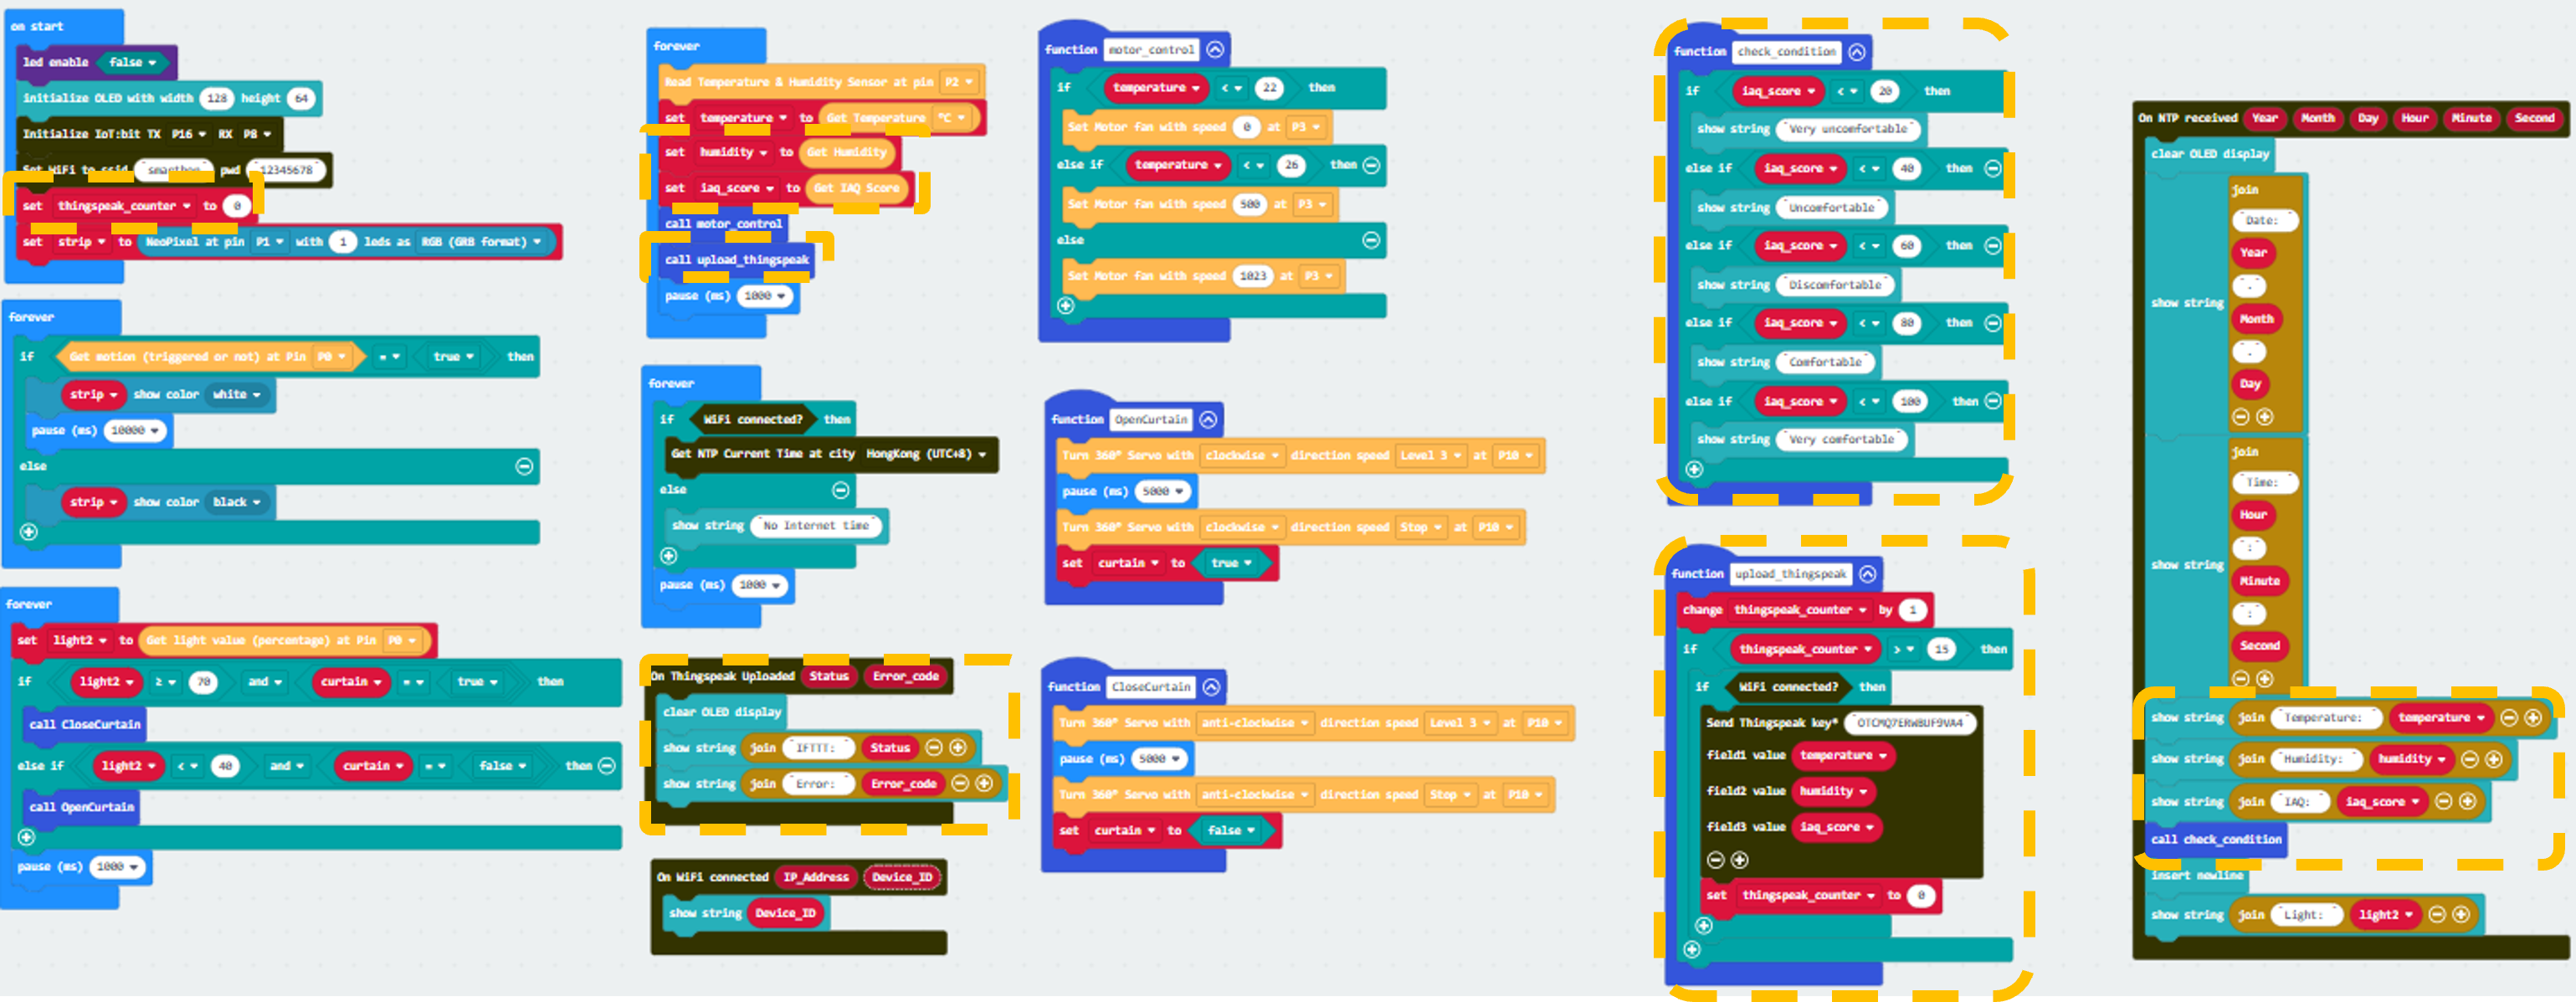 on start
led enable false
initialize OLED with width 128 height 64
Initialize IoT:bit TX P16 RX P8
Set WiFi to ssid smarthon pwd 12345678
set thingspeak_counter to 0
set strip to NeoPixel at pin P1 with 1 leds as RGB (GRB format)
forever
if Get motion (triggered or not) at Pin P0 = true then
strip show color white
pause (ms) 10000
else
strip show color black
forever
set light2 to Get light value (percentage) at Pin P0
if light2 ≥ 70 and curtain = true then
call CloseCurtain
else if light2 < 40 and curtain = false then
call OpenCurtain
pause (ms) 1000
forever
Read Temperature & Humidity Sensor at pin P2
set temperature to Get Temperature °C
set humidity to Get Humidity
set iaq_score to Get IAQ Score
call motor_control
call upload_thingspeak
pause (ms) 1000
forever
if WiFi connected? then
Get NTP Current Time at city HongKong (UTC+8)
else
show string "No Internet time"
pause (ms) 1000
On Thingspeak Uploaded Status Error_code
clear OLED display
show string join "IFTTT: " Status
show string join "Error: " Error_code
On WiFi connected IP_Address Device_ID
show string Device_ID
function motor_control
if temperature < 22 then
Set Motor fan with speed 0 at P3
else if temperature < 26 then
Set Motor fan with speed 500 at P3
else
Set Motor fan with speed 1023 at P3
function OpenCurtain
Turn 360° Servo with clockwise direction speed Level 3 at P10
pause (ms) 5000
Turn 360° Servo with clockwise direction speed Stop at P10
set curtain to true
function CloseCurtain
Turn 360° Servo with anti-clockwise direction speed Level 3 at P10
pause (ms) 5000
Turn 360° Servo with anti-clockwise direction speed Stop at P10
set curtain to false
function check_condition
if iaq_score < 20 then
show string "Very uncomfortable"
else if iaq_score < 40 then
show string "Uncomfortable"
else if iaq_score < 60 then
show string "Discomfortable"
else if iaq_score < 80 then
show string "Comfortable"
else if iaq_score < 100 then
show string "Very comfortable"
function upload_thingspeak
change thingspeak_counter by 1
if thingspeak_counter > 15 then
if WiFi connected? then
Send Thingspeak key* "OTCMQ7ERWBUF9VA4"
field1 value temperature
field2 value humidity
field3 value iaq_score
set thingspeak_counter to 0
On NTP received Year Month Day Hour Minute Second
clear OLED display
show string join
"Date: "
Year
"."
Month
"."
Day
show string join
"Time: "
Hour
":"
Minute
":"
Second
show string join "Temperature: " temperature
show string join "Humidity: " humidity
show string join "IAQ: " iaq_score
call check_condition
insert newline
show string join "Light: " light2